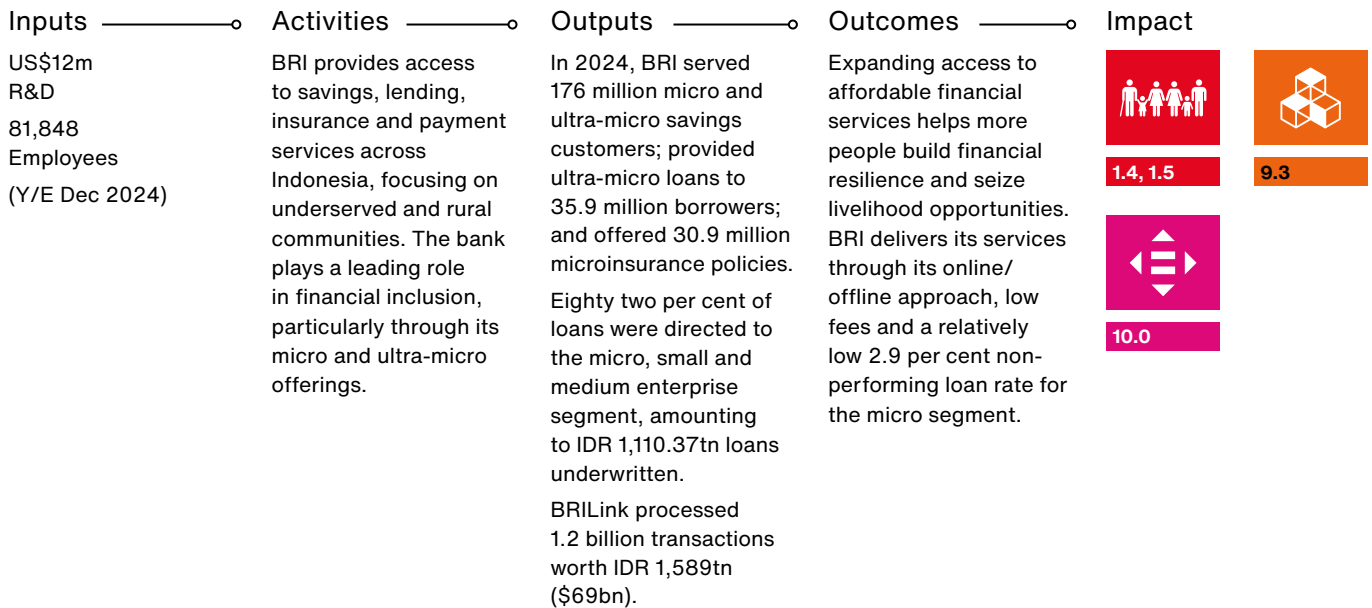 Inputs
US$12m
R&D
81,848
Employees
(Y/E Dec 2024)
Activities
BRI provides access
to savings, lending,
insurance and payment
services across
Indonesia, focusing on
underserved and rural
communities. The bank
plays a leading role
in financial inclusion,
particularly through its
micro and ultra-micro
offerings.
Outputs
In 2024, BRI served
176 million micro and
ultra-micro savings
customers; provided
ultra-micro loans to
35.9 million borrowers;
and offered 30.9 million
microinsurance policies.
Eighty two per cent of
loans were directed to
the micro, small and
medium enterprise
segment, amounting
to IDR 1,110.37tn loans
underwritten.
BRILink processed
1.2 billion transactions
worth IDR 1,589tn
($69bn).
Outcomes
Expanding access to
affordable financial
services helps more
people build financial
resilience and seize
livelihood opportunities.
BRI delivers its services
through its online/
offline approach, low
fees and a relatively
low 2.9 per cent non-
performing loan rate for
the micro segment.
Impact
1.4, 1.5
9.3
10.0